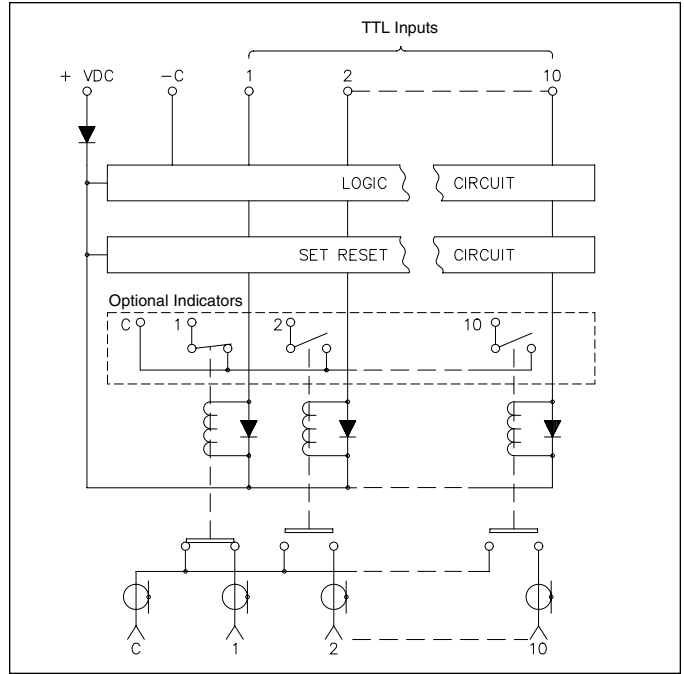 TTL Inputs
+ VDC -C 1 2 10
LOGIC CIRCUIT
SET RESET CIRCUIT
Optional Indicators
C 1 2 10
C 1 2 10